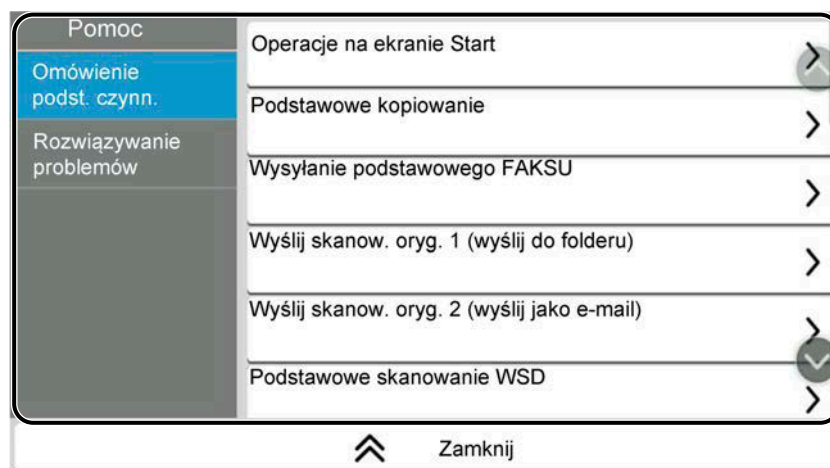 Pomoc
Omówienie
podst. czynn.
Rozwiązywanie
problemów
Operacje na ekranie Start
Podstawowe kopiowanie
Wysyłanie podstawowego FAKSU
Wyślij skanow. oryg. 1 (wyślij do folderu)
Wyślij skanow. oryg. 2 (wyślij jako e-mail)
Podstawowe skanowanie WSD
Zamknij